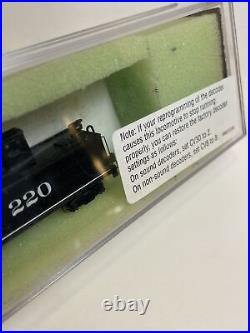 Note: If your reprogramming of the decoder
causes this locomotive to stop running
properly, you can restore the factory decoder
settings as follows:
On sound decoders, set CV30 to 2.
On non-sound decoders, set CV8 to 8.
220